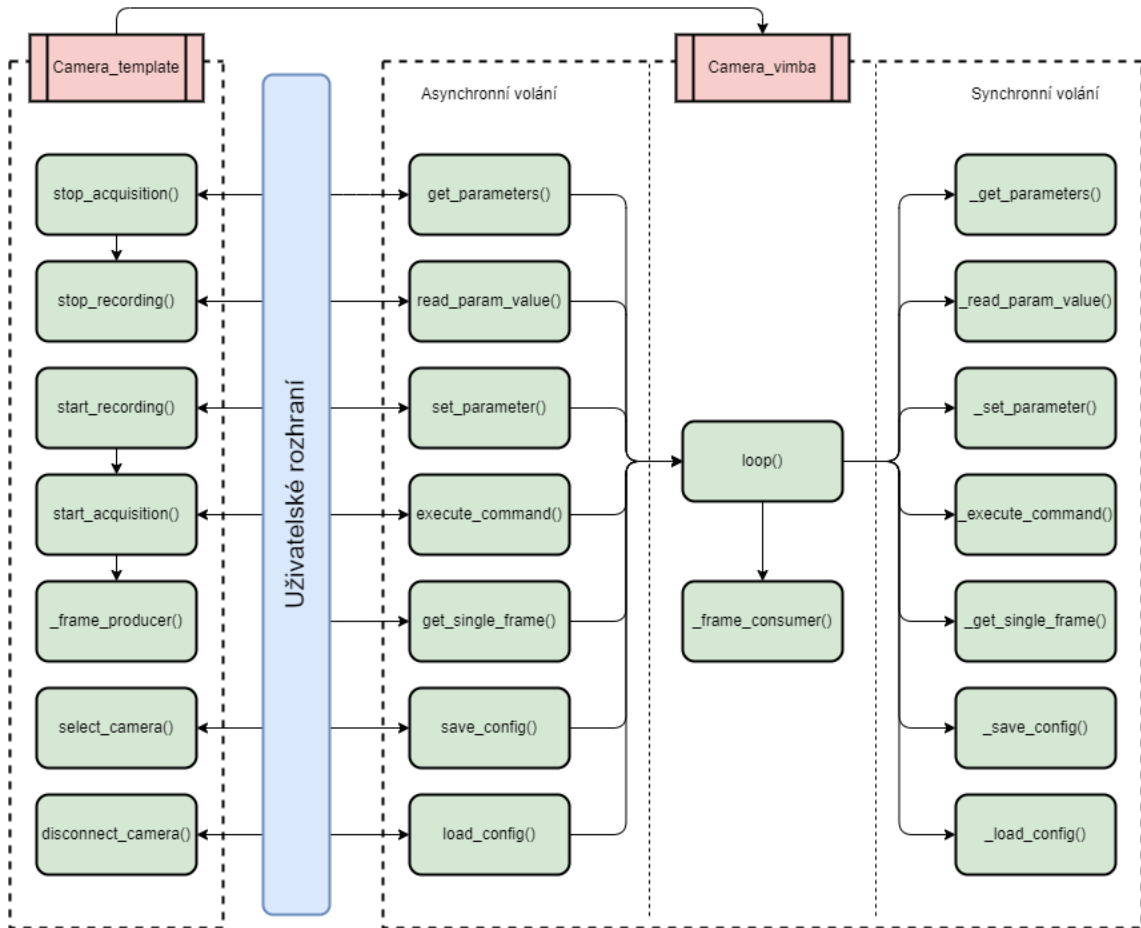 Camera_template
Camera_vimba
Asynchronní volání
Synchronní volání
stop_acquisition()
get_parameters()
_get_parameters()
stop_recording()
read_param_value()
_read_param_value()
start_recording()
set_parameter()
_set_parameter()
Uživatelské rozhraní
loop()
start_acquisition()
execute_command()
_execute_command()
_frame_producer()
get_single_frame()
_frame_consumer()
_get_single_frame()
select_camera()
save_config()
_save_config()
disconnect_camera()
load_config()
_load_config()